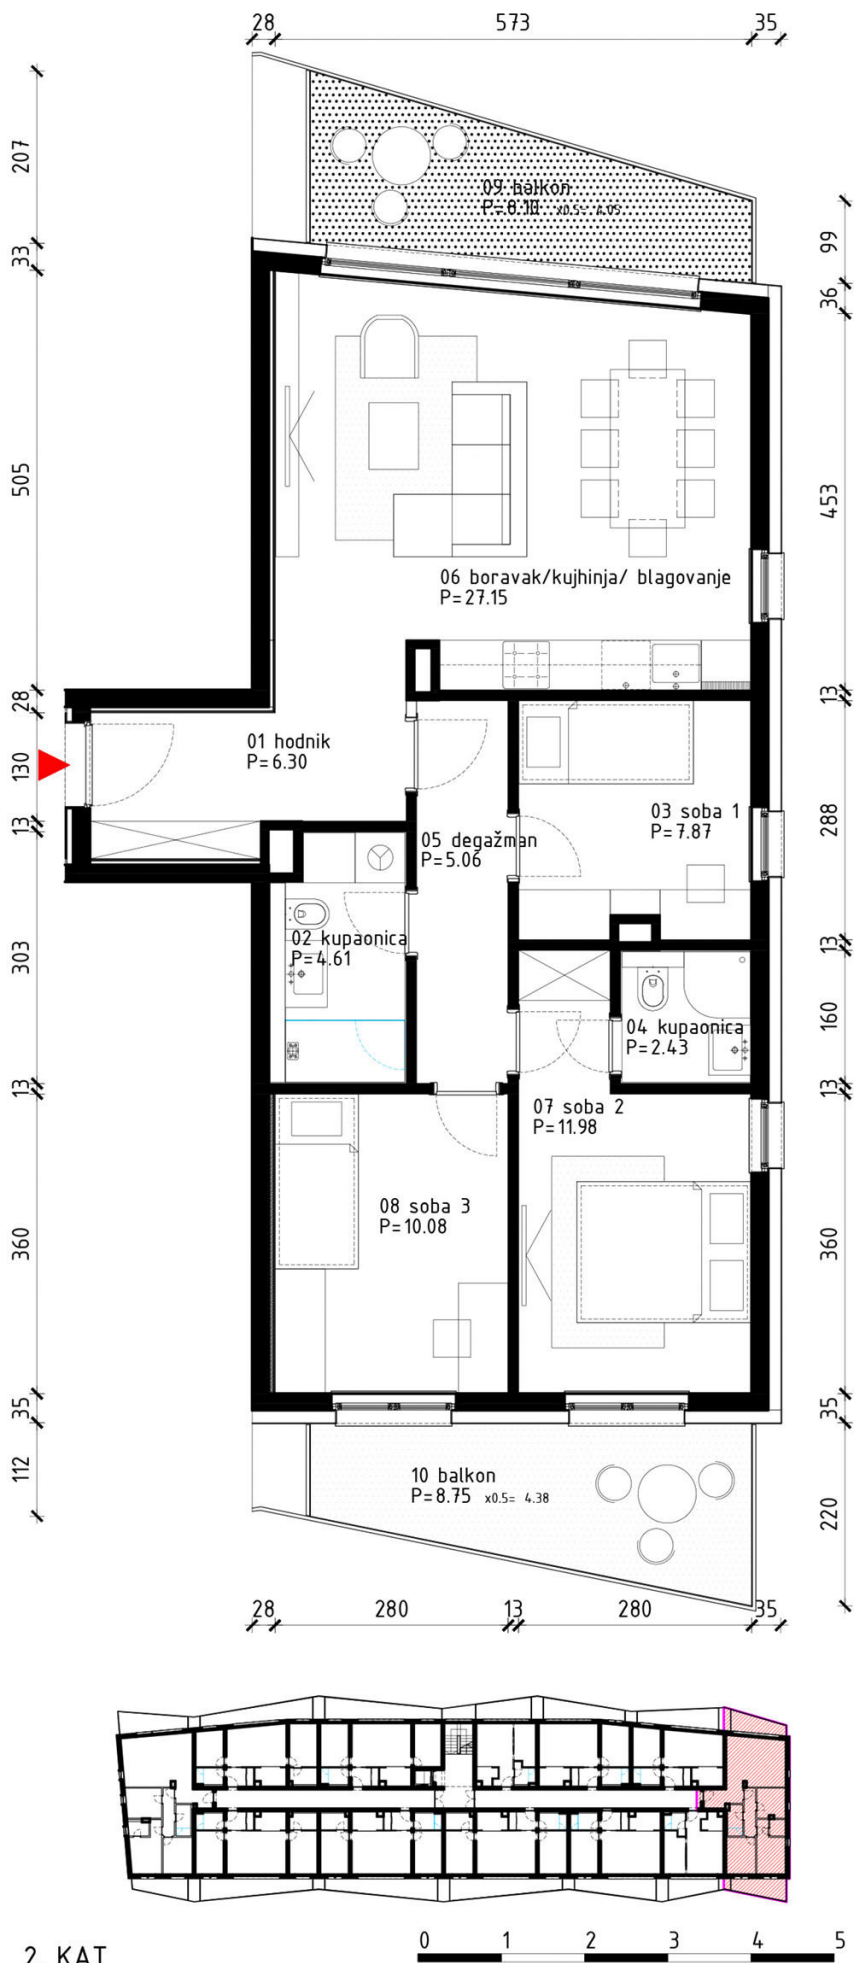 28 573 35
207
09 balkon
P=8.10 x0.5= 4.05
99
33
36
505
453
06 boravak/kujhinja/ blagovanje
P=27.15
28
13
01 hodnik
P=6.30
130
03 soba 1
P=7.87
288
13
05 degažman
P=5.06
02 kupaonica
P=4.61
303
13
160
04 kupaonica
P=2.43
13
13
07 soba 2
P=11.98
08 soba 3
P=10.08
360
360
35
35
112
10 balkon
P=8.75 x0.5= 4.38
220
28 280 13 280 35
0 1 2 3 4 5
2. KAT